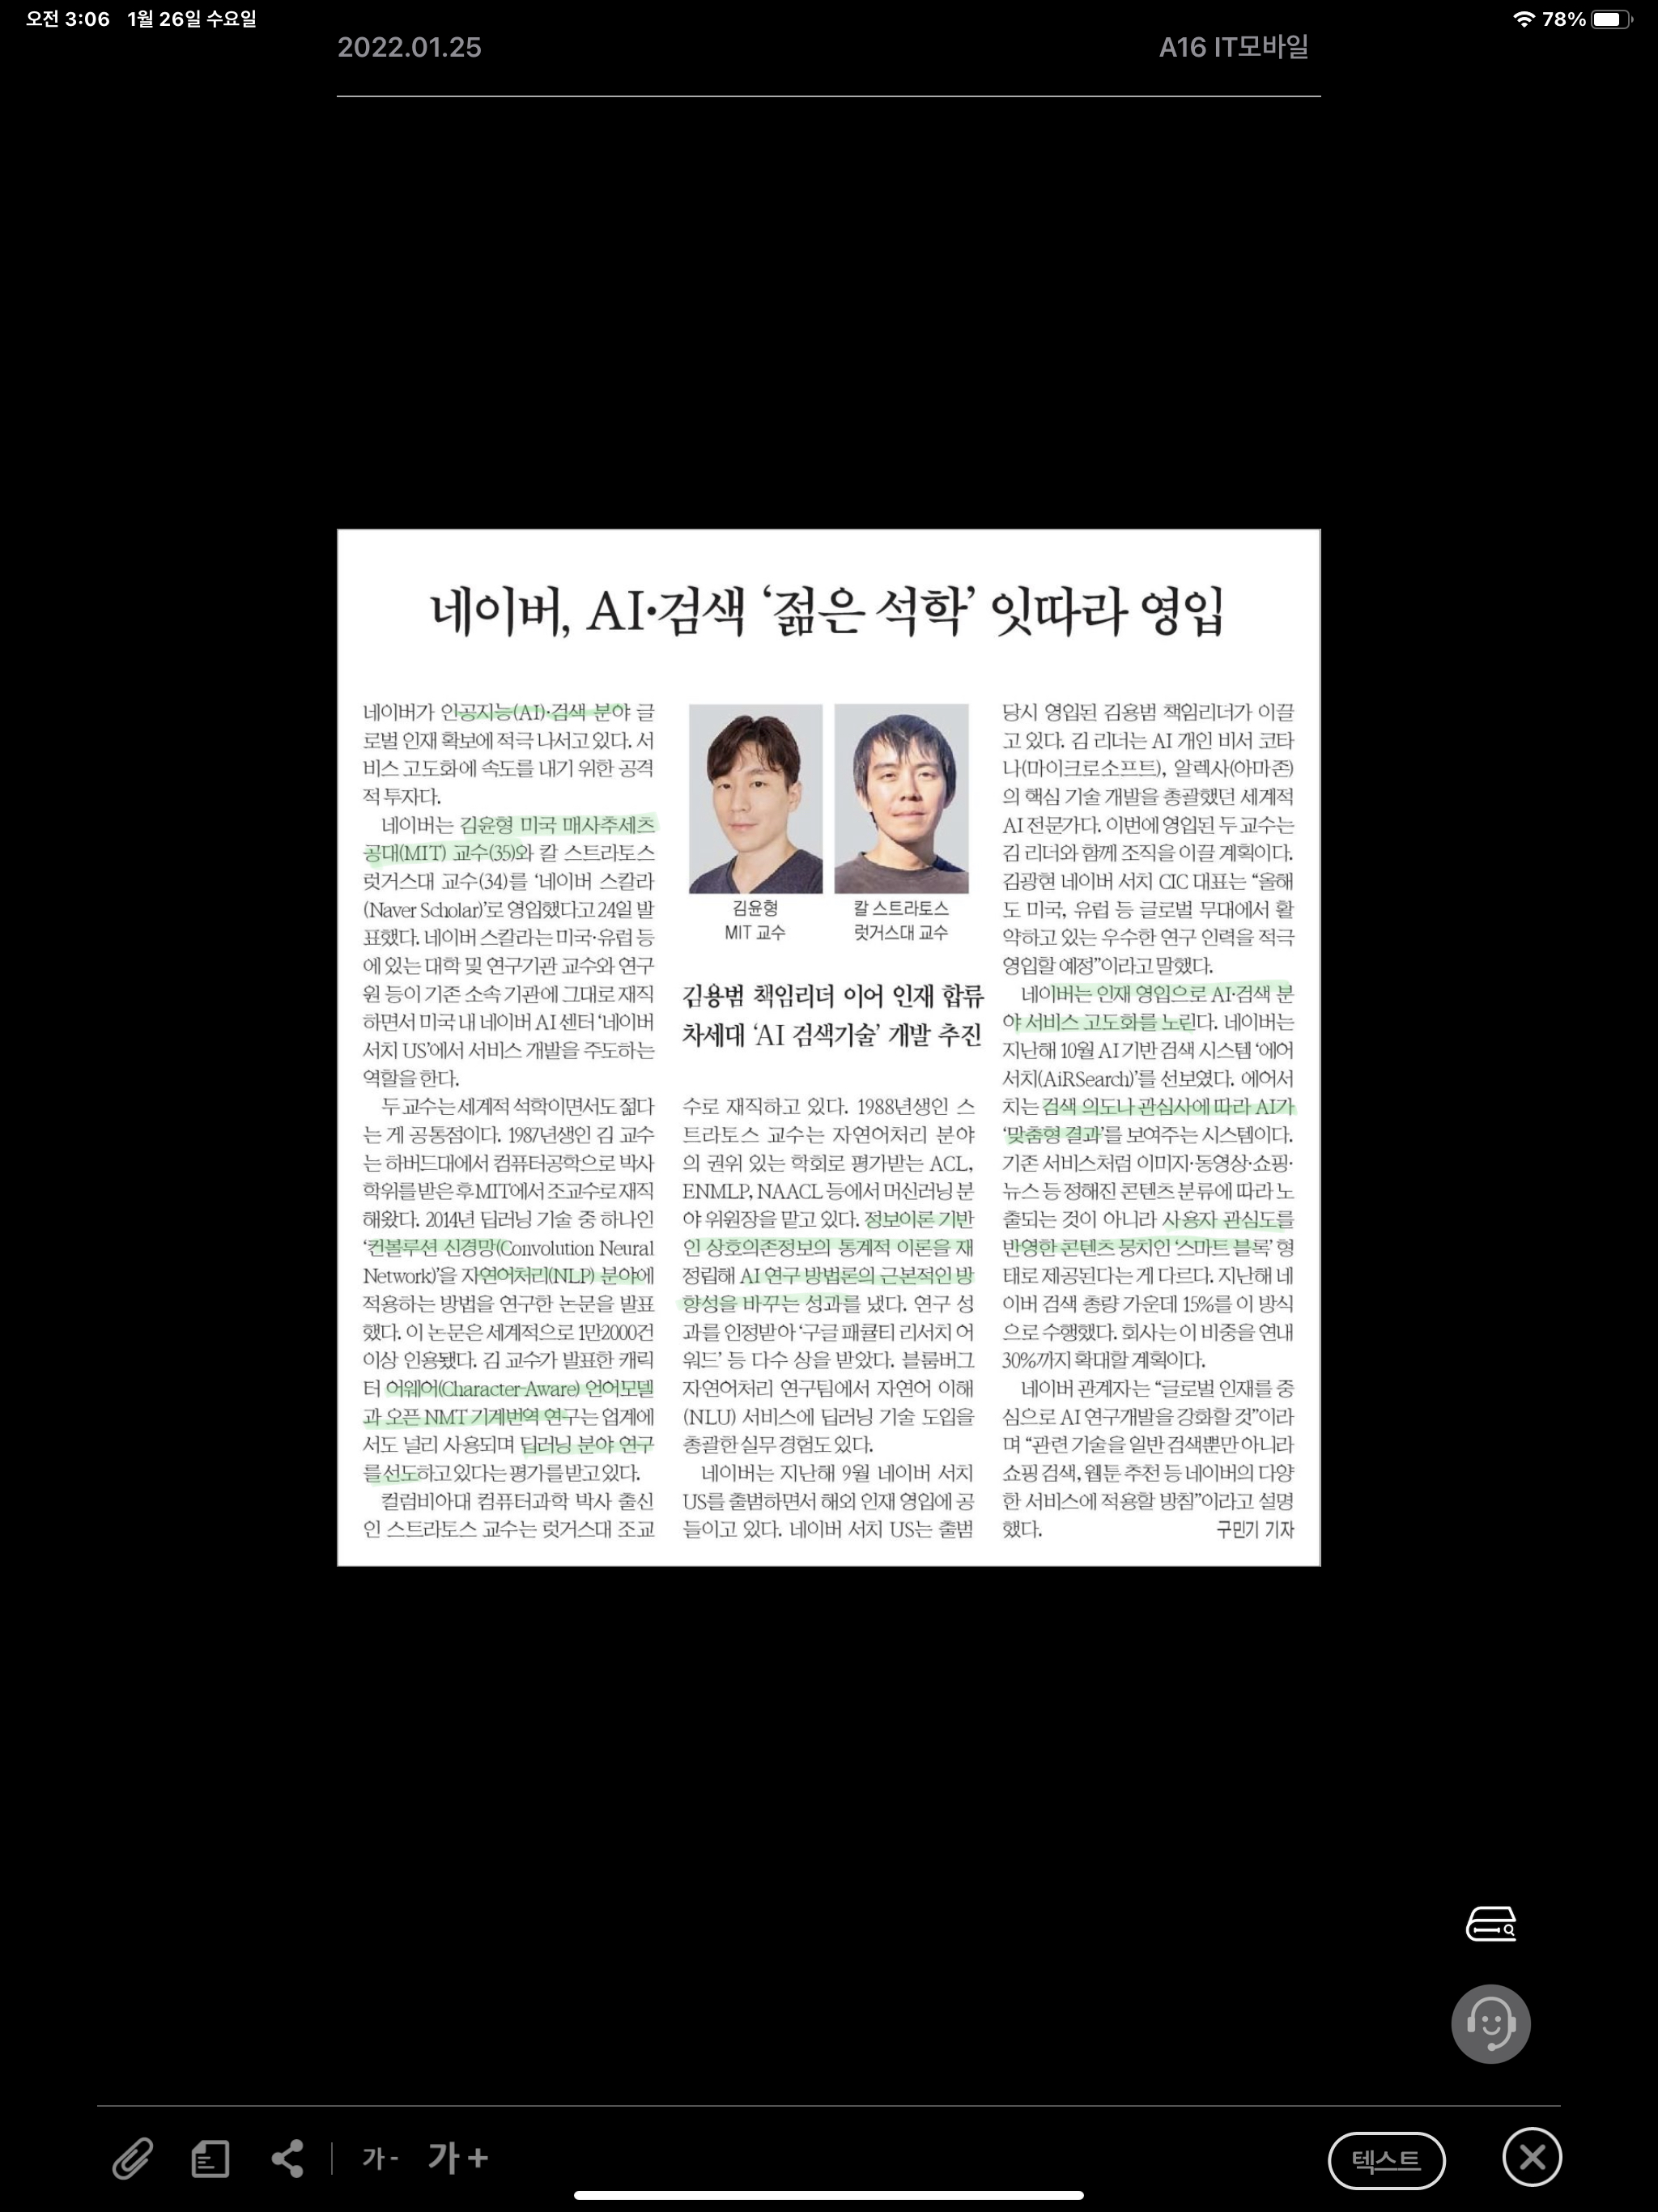 오전 3:06 1월 26일 수요일
78%
2022.01.25
A16 IT모바일
네이버, AI·검색 ‘젊은 석학’ 잇따라 영입
네이버가 인공지능(AI)·검색 분야 글
로벌 인재 확보에 적극 나서고 있다. 서
비스 고도화에 속도를 내기 위한 공격
적 투자다.
네이버는 김윤형 미국 매사추세츠
공대(MIT) 교수(35)와 칼 스트라토스
럿거스대 교수(34)를 ‘네이버 스칼라
(Naver Scholar)’로 영입했다고 24일 발
표했다. 네이버 스칼라는 미국·유럽 등
에 있는 대학 및 연구기관 교수와 연구
원 등이 기존 소속 기관에 그대로 재직
하면서 미국 내 네이버 AI 센터 ‘네이버
서치 US’에서 서비스 개발을 주도하는
역할을 한다.
두 교수는 세계적 석학이면서도 젊다
는 게 공통점이다. 1987년생인 김 교수
는 하버드대에서 컴퓨터공학으로 박사
학위를 받은 후 MIT에서 조교수로 재직
해왔다. 2014년 딥러닝 기술 중 하나인
‘컨볼루션 신경망(Convolution Neural
Network)’을 자연어처리(NLP) 분야에
적용하는 방법을 연구한 논문을 발표
했다. 이 논문은 세계적으로 1만2000건
이상 인용됐다. 김 교수가 발표한 캐릭
터 어웨어(Character-Aware) 언어모델
과 오픈 NMT 기계번역 연구는 업계에
서도 널리 사용되며 딥러닝 분야 연구
를 선도하고 있다는 평가를 받고 있다.
컬럼비아대 컴퓨터과학 박사 출신
인 스트라토스 교수는 럿거스대 조교
김윤형
MIT 교수
칼 스트라토스
럿거스대 교수
김용범 책임리더 이어 인재 합류
차세대 ‘AI 검색기술’ 개발 추진
수로 재직하고 있다. 1988년생인 스
트라토스 교수는 자연어처리 분야
의 권위 있는 학회로 평가받는 ACL,
ENMLP, NAACL 등에서 머신러닝 분
야 위원장을 맡고 있다. 정보이론 기반
인 상호의존정보의 통계적 이론을 재
정립해 AI 연구 방법론의 근본적인 방
향성을 바꾸는 성과를 냈다. 연구 성
과를 인정받아 ‘구글 패큘티 리서치 어
워드’ 등 다수 상을 받았다. 블룸버그
자연어처리 연구팀에서 자연어 이해
(NLU) 서비스에 딥러닝 기술 도입을
총괄한 실무 경험도 있다.
네이버는 지난해 9월 네이버 서치
US를 출범하면서 해외 인재 영입에 공
들이고 있다. 네이버 서치 US는 출범
당시 영입된 김용범 책임리더가 이끌
고 있다. 김 리더는 AI 개인 비서 코타
나(마이크로소프트), 알렉사(아마존)
의 핵심 기술 개발을 총괄했던 세계적
AI 전문가다. 이번에 영입된 두 교수는
김 리더와 함께 조직을 이끌 계획이다.
김광현 네이버 서치 CIC 대표는 “올해
도 미국, 유럽 등 글로벌 무대에서 활
약하고 있는 우수한 연구 인력을 적극
영입할 예정”이라고 말했다.
네이버는 인재 영입으로 AI·검색 분
야 서비스 고도화를 노린다. 네이버는
지난해 10월 AI 기반 검색 시스템 ‘에어
서치(AiRSearch)’를 선보였다. 에어서
치는 검색 의도나 관심사에 따라 AI가
‘맞춤형 결과’를 보여주는 시스템이다.
기존 서비스처럼 이미지·동영상·쇼핑·
뉴스 등 정해진 콘텐츠 분류에 따라 노
출되는 것이 아니라 사용자 관심도를
반영한 콘텐츠 뭉치인 ‘스마트 블록’ 형
태로 제공된다는 게 다르다. 지난해 네
이버 검색 총량 가운데 15%를 이 방식
으로 수행했다. 회사는 이 비중을 연내
30%까지 확대할 계획이다.
네이버 관계자는 “글로벌 인재를 중
심으로 AI 연구개발을 강화할 것”이라
며 “관련 기술을 일반 검색뿐만 아니라
쇼핑 검색, 웹툰 추천 등 네이버의 다양
한 서비스에 적용할 방침”이라고 설명
했다. 구민기 기자
가- 가+
텍스트